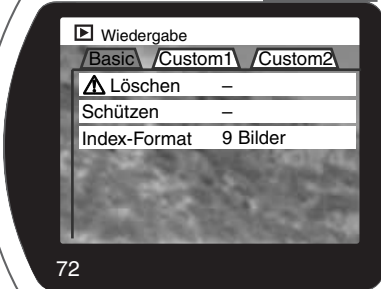 Wiedergabe
Basic Custom1 Custom2
Löschen –
Schützen –
Index-Format 9 Bilder
72